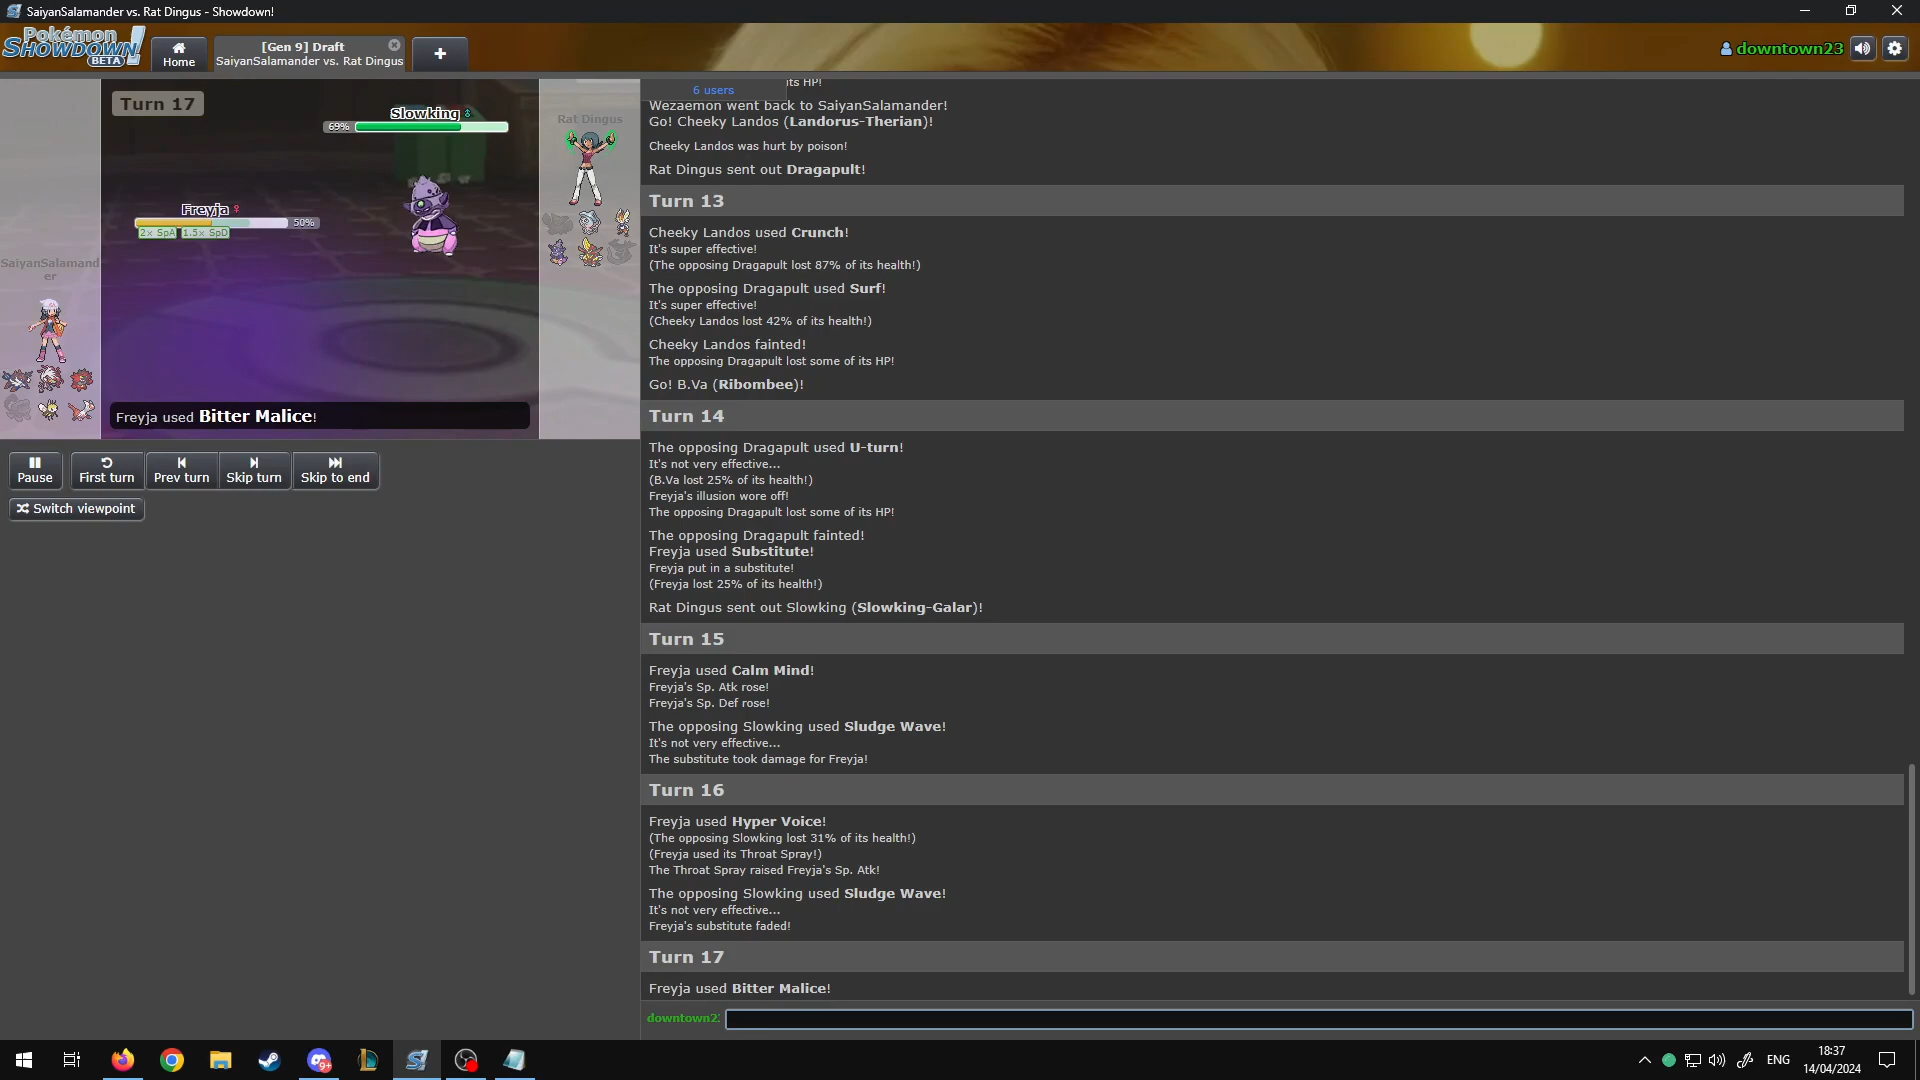 SaiyanSalamander vs. Rat Dingus - Showdown!
Pokémon
SHOWDOWN!
BETA
Home
[Gen 9] Draft
SaiyanSalamander vs. Rat Dingus
downtown23
Turn 17
Slowking
69%
Freyja
50%
2× SpA 1.5× SpD
Rat Dingus
SaiyanSalamand
er
Freyja used Bitter Malice!
Pause
First turn
Prev turn
Skip turn
Skip to end
Switch viewpoint
6 users
its HP!
Wezaemon went back to SaiyanSalamander!
Go! Cheeky Landos (Landorus-Therian)!
Cheeky Landos was hurt by poison!
Rat Dingus sent out Dragapult!
Turn 13
Cheeky Landos used Crunch!
It's super effective!
(The opposing Dragapult lost 87% of its health!)
The opposing Dragapult used Surf!
It's super effective!
(Cheeky Landos lost 42% of its health!)
Cheeky Landos fainted!
The opposing Dragapult lost some of its HP!
Go! B.Va (Ribombee)!
Turn 14
The opposing Dragapult used U-turn!
It's not very effective...
(B.Va lost 25% of its health!)
Freyja's illusion wore off!
The opposing Dragapult lost some of its HP!
The opposing Dragapult fainted!
Freyja used Substitute!
Freyja put in a substitute!
(Freyja lost 25% of its health!)
Rat Dingus sent out Slowking (Slowking-Galar)!
Turn 15
Freyja used Calm Mind!
Freyja's Sp. Atk rose!
Freyja's Sp. Def rose!
The opposing Slowking used Sludge Wave!
It's not very effective...
The substitute took damage for Freyja!
Turn 16
Freyja used Hyper Voice!
(The opposing Slowking lost 31% of its health!)
(Freyja used its Throat Spray!)
The Throat Spray raised Freyja's Sp. Atk!
The opposing Slowking used Sludge Wave!
It's not very effective...
Freyja's substitute faded!
Turn 17
Freyja used Bitter Malice!
downtown2
9+
ENG
18:37
14/04/2024